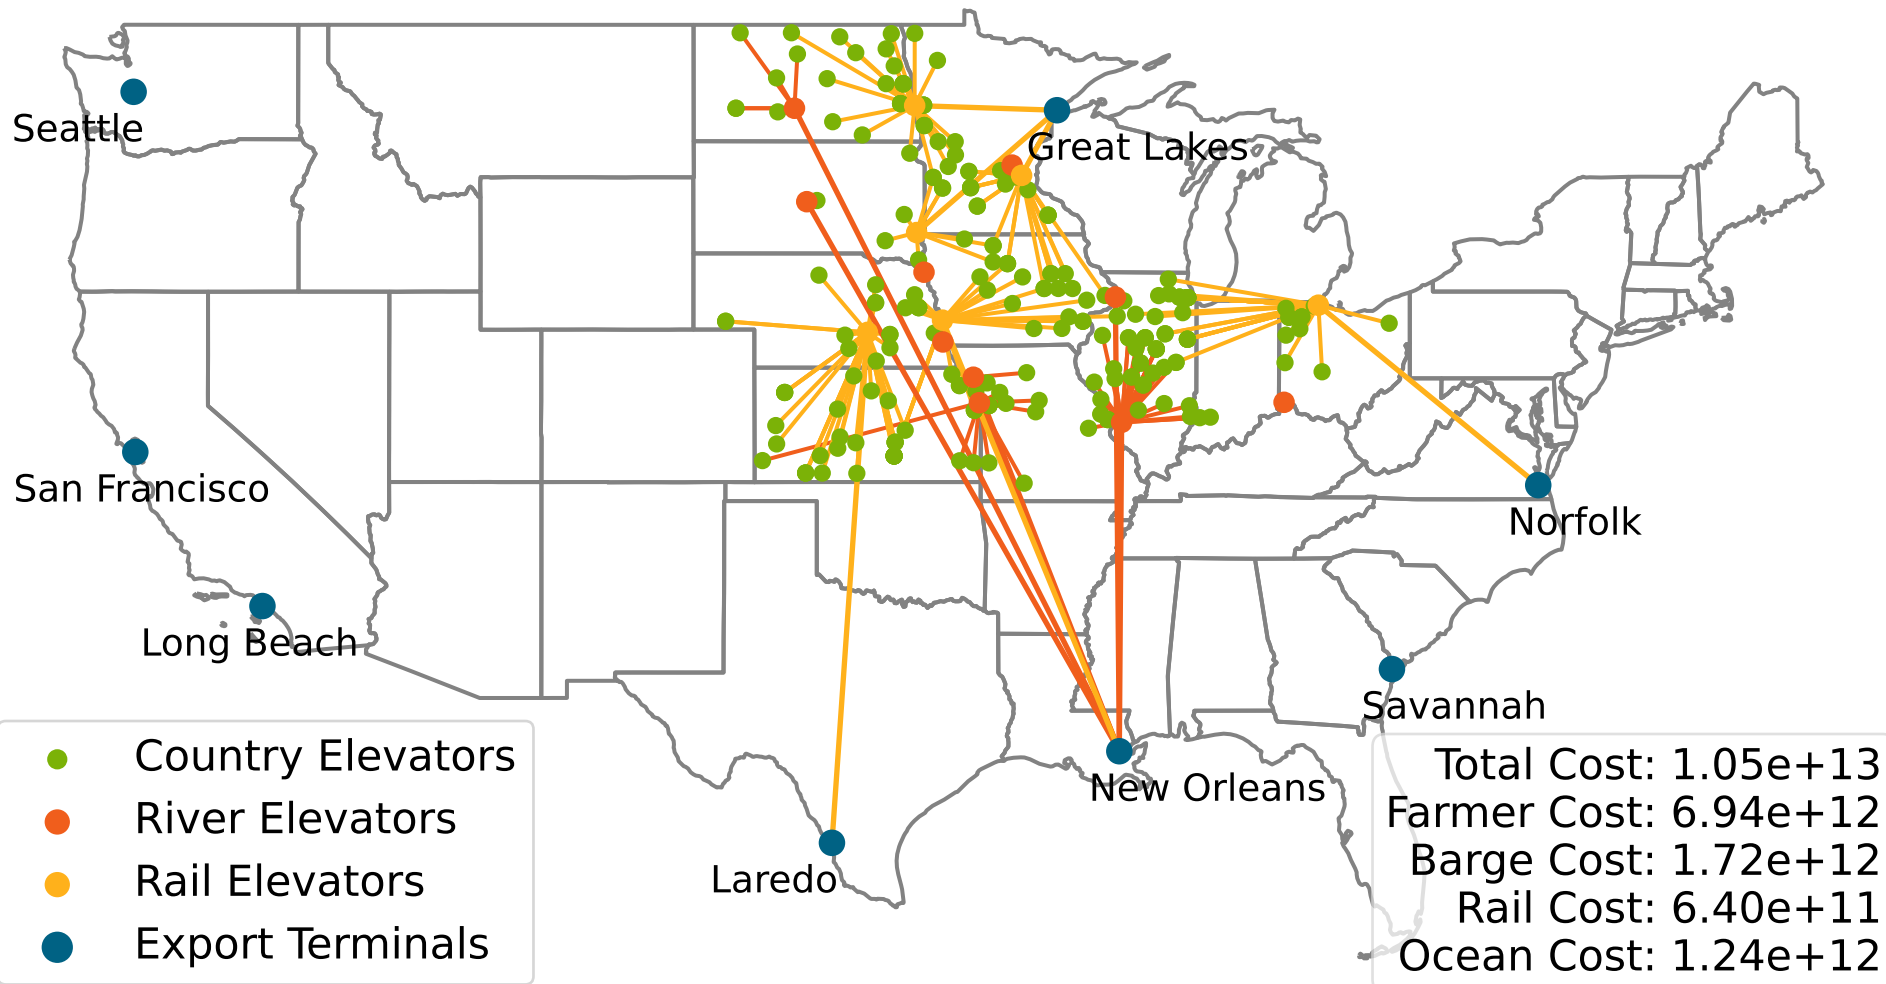 Seattle
Great Lakes
San Francisco
Norfolk
Long Beach
Savannah
New Orleans
Laredo
Country Elevators
River Elevators
Rail Elevators
Export Terminals
Total Cost: 1.05e+13
Farmer Cost: 6.94e+12
Barge Cost: 1.72e+12
Rail Cost: 6.40e+11
Ocean Cost: 1.24e+12